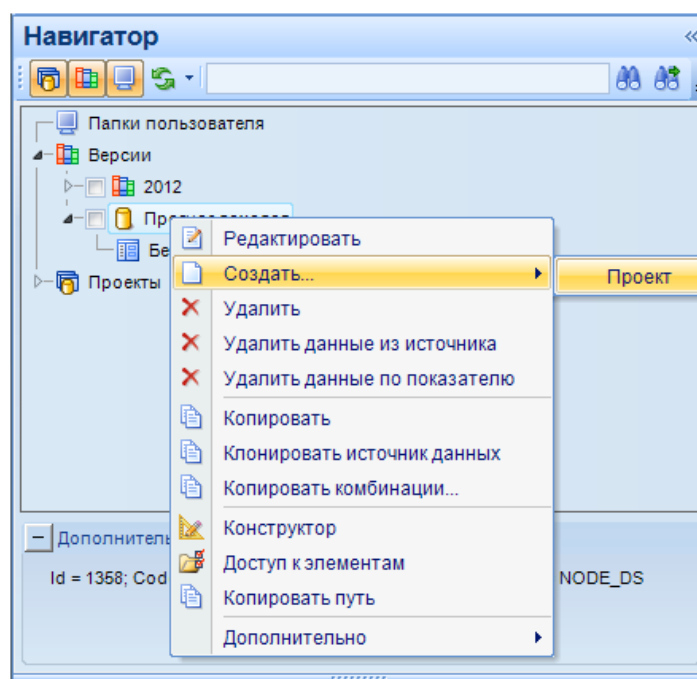 Навигатор
Папки пользователя
Версии
2012
Бе
Проекты
Редактировать
Создать...
Проект
Удалить
Удалить данные из источника
Удалить данные по показателю
Копировать
Клонировать источник данных
Копировать комбинации...
Конструктор
Доступ к элементам
Копировать путь
Дополнительно
Дополнитель
Id = 1358; Cod
NODE_DS